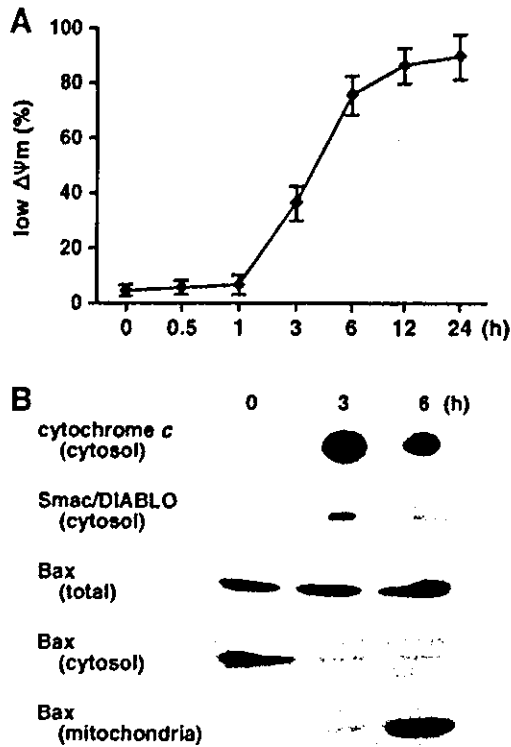 A
low ΔΨm (%)
100
80
60
40
20
0
0 0.5 1 3 6 12 24 (h)
B
0 3 6 (h)
cytochrome c
(cytosol)
Smac/DIABLO
(cytosol)
Bax
(total)
Bax
(cytosol)
Bax
(mitochondria)